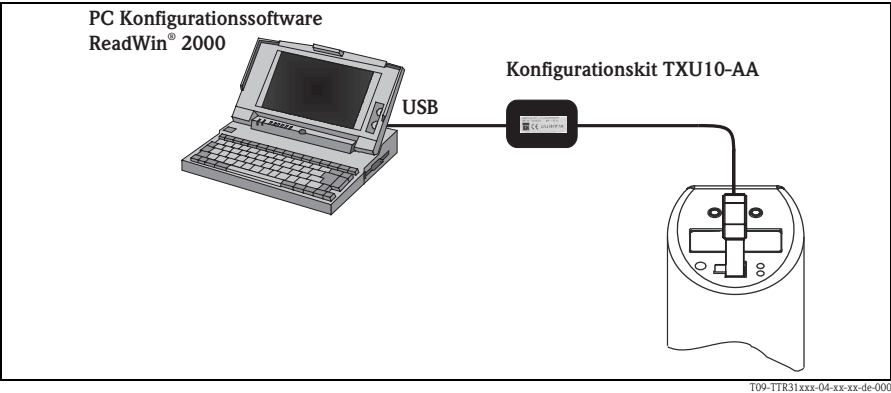 PC Konfigurationssoftware
ReadWin® 2000
Konfigurationskit TXU10-AA
USB
T09-TTR31xxx-04-xx-xx-de-000